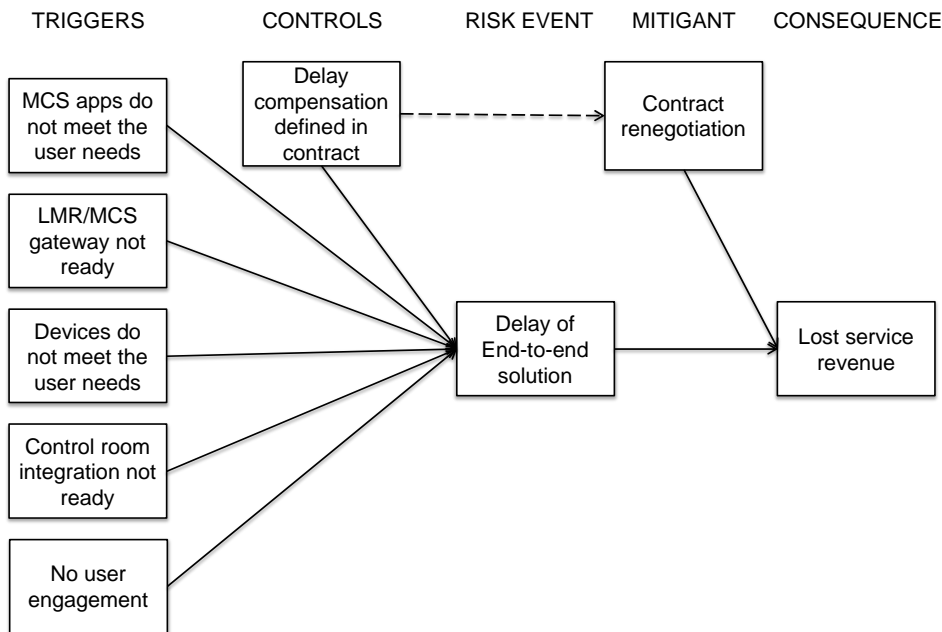 TRIGGERS
CONTROLS
RISK EVENT
MITIGANT
CONSEQUENCE
MCS apps do
not meet the
user needs
LMR/MCS
gateway not
ready
Devices do
not meet the
user needs
Control room
integration not
ready
No user
engagement
Delay
compensation
defined in
contract
Delay of
End-to-end
solution
Contract
renegotiation
Lost service
revenue